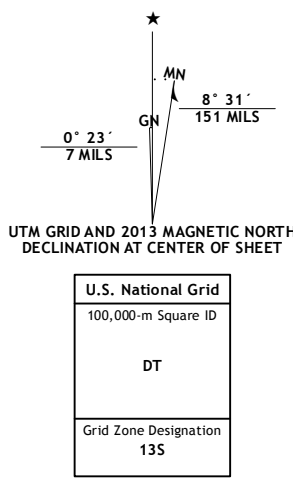 ★
MN
8° 31´
151 MILS
GN
0° 23´
7 MILS
UTM GRID AND 2013 MAGNETIC NORTH
DECLINATION AT CENTER OF SHEET
U.S. National Grid
100,000-m Square ID
DT
Grid Zone Designation
13S